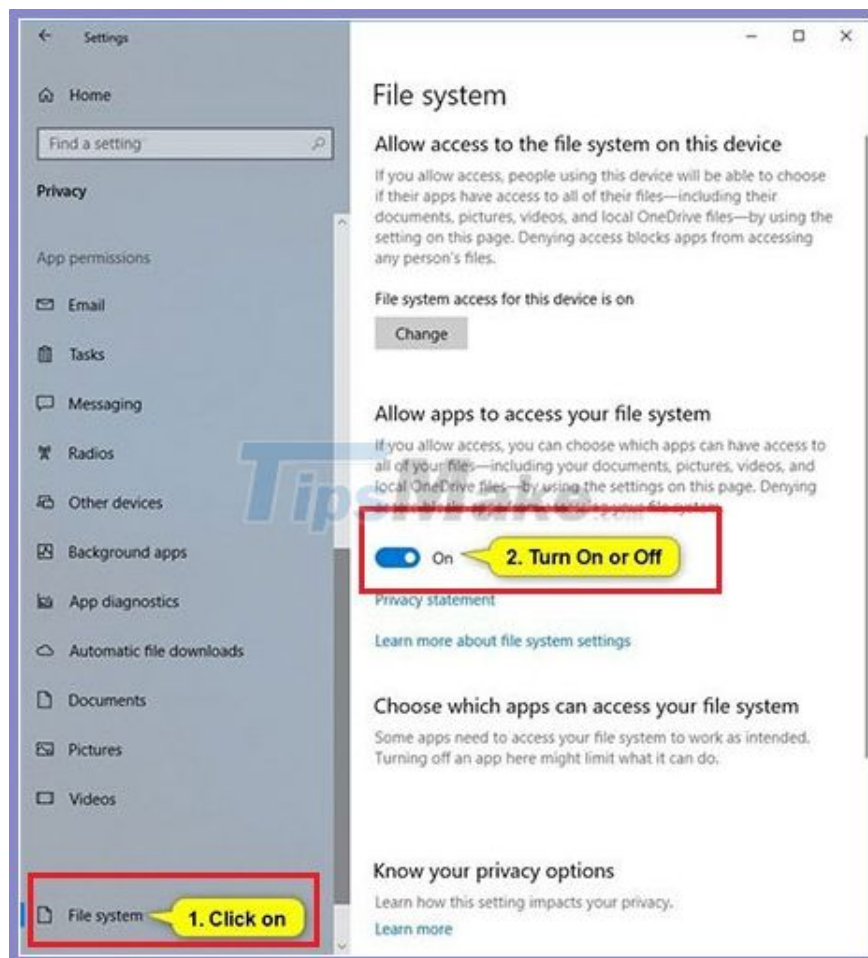 Settings
Home
Find a setting
Privacy
App permissions
Email
Tasks
Messaging
Radios
Other devices
Background apps
App diagnostics
Automatic file downloads
Documents
Pictures
Videos
File system
1. Click on
File system
Allow access to the file system on this device
If you allow access, people using this device will be able to choose
if their apps have access to all of their files—including their
documents, pictures, videos, and local OneDrive files—by using the
setting on this page. Denying access blocks apps from accessing
any person's files.
File system access for this device is on
Change
Allow apps to access your file system
If you allow access, you can choose which apps can have access to
all of your files—including your documents, pictures, videos, and
local OneDrive files—by using the settings on this page. Denying
your file system
TipsMake.com
On
2. Turn On or Off
Privacy statement
Learn more about file system settings
Choose which apps can access your file system
Some apps need to access your file system to work as intended.
Turning off an app here might limit what it can do.
Know your privacy options
Learn how this setting impacts your privacy.
Learn more